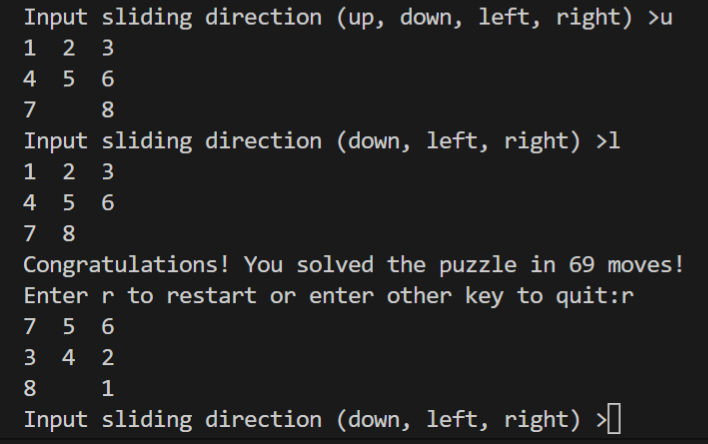 Input sliding direction (up, down, left, right) >u
1  2  3
4  5  6
7     8
Input sliding direction (down, left, right) >l
1  2  3
4  5  6
7  8
Congratulations! You solved the puzzle in 69 moves!
Enter r to restart or enter other key to quit:r
7  5  6
3  4  2
8     1
Input sliding direction (down, left, right) >